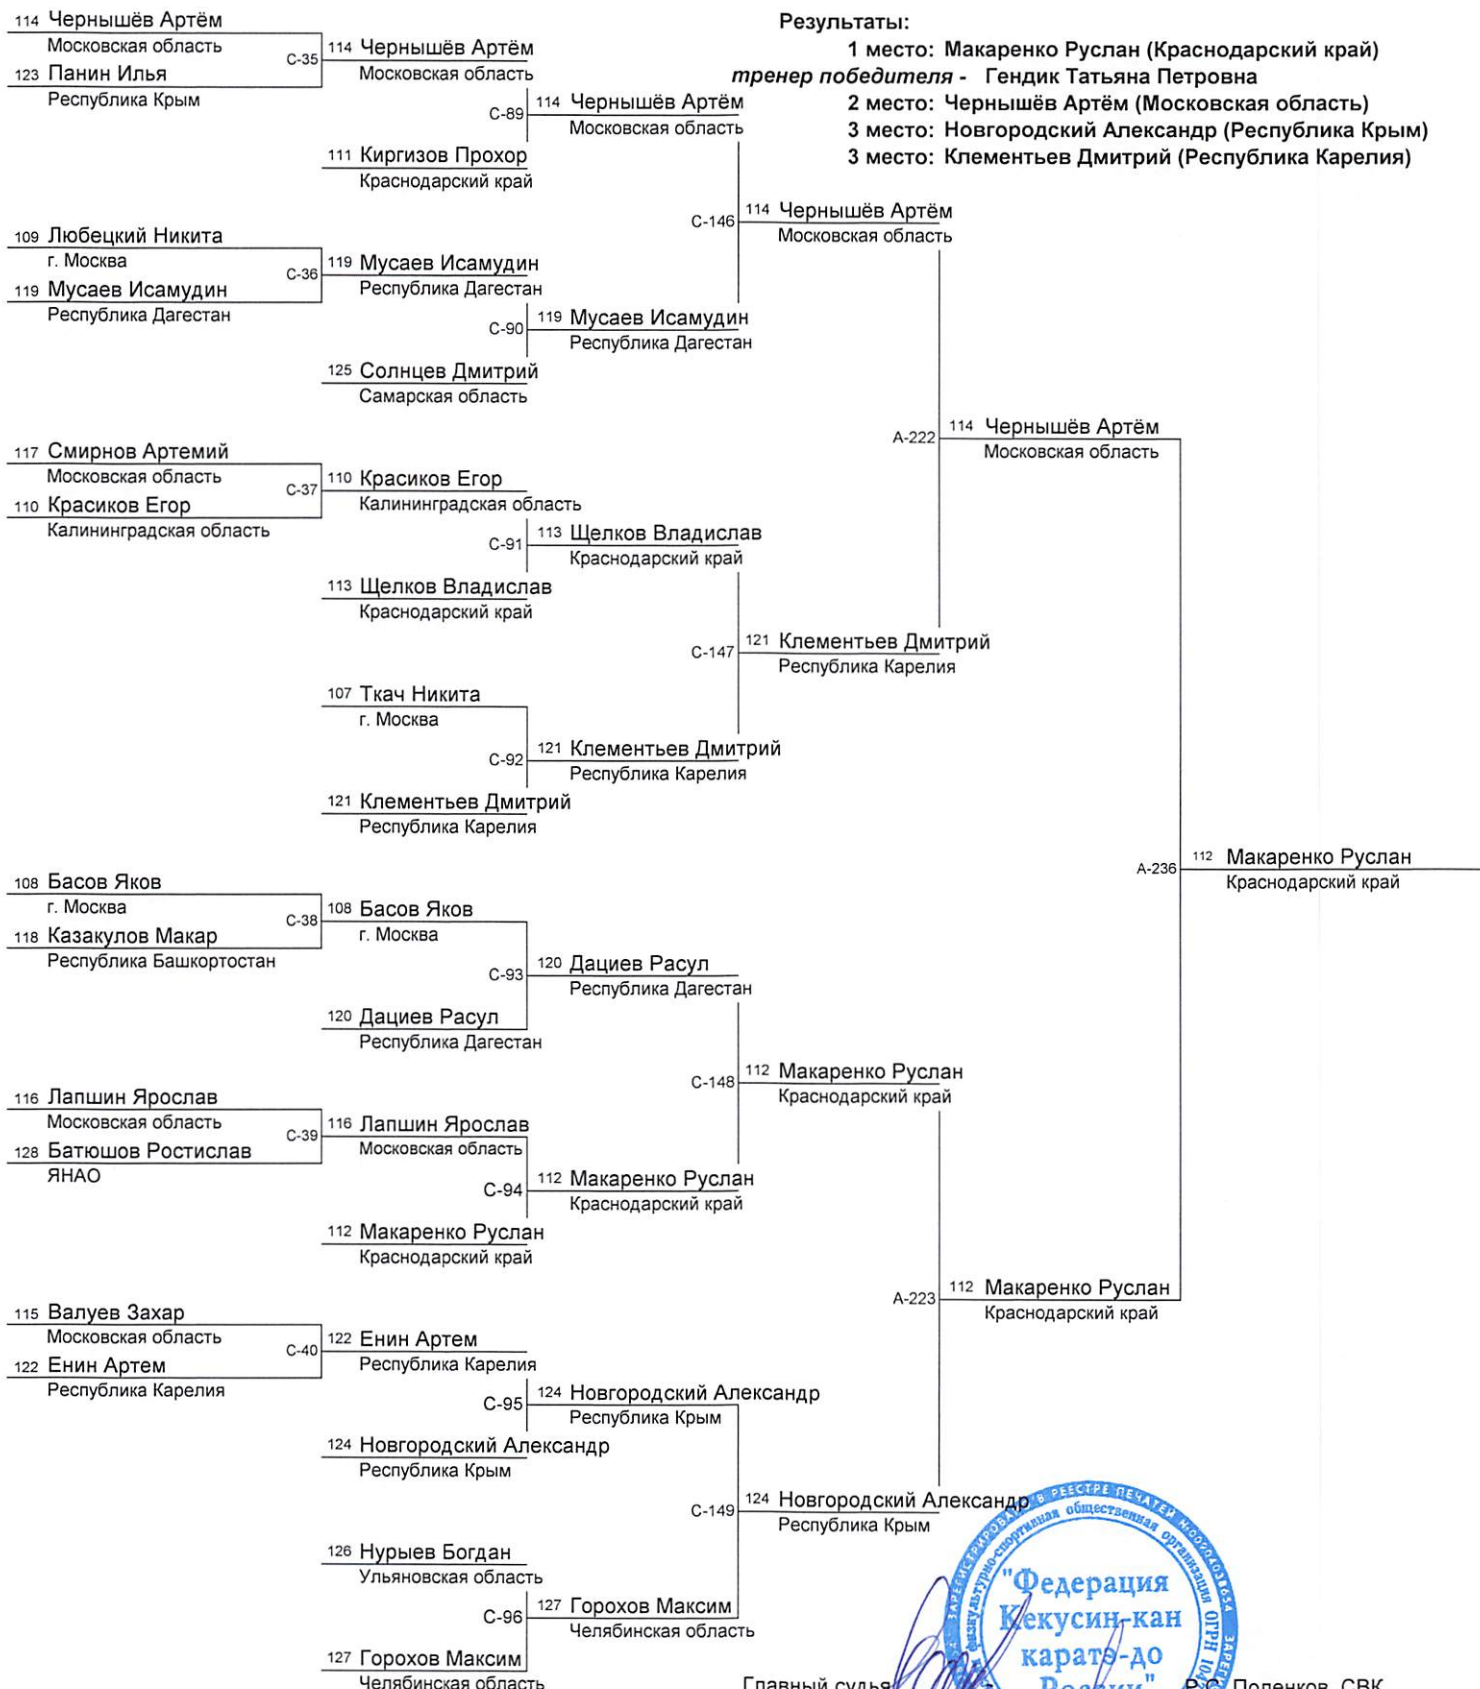 Результаты:
1 место: Макаренко Руслан (Краснодарский край)
тренер победителя - Гендик Татьяна Петровна
2 место: Чернышёв Артём (Московская область)
3 место: Новгородский Александр (Республика Крым)
3 место: Клементьев Дмитрий (Республика Карелия)
114 Чернышёв Артём
Московская область
C-35
123 Панин Илья
Республика Крым
109 Любецкий Никита
г. Москва
C-36
119 Мусаев Исамудин
Республика Дагестан
117 Смирнов Артемий
Московская область
C-37
110 Красиков Егор
Калининградская область
108 Басов Яков
г. Москва
C-38
118 Казакулов Макар
Республика Башкортостан
116 Лапшин Ярослав
Московская область
C-39
128 Батюшов Ростислав
ЯНАО
115 Валуев Захар
Московская область
C-40
122 Енин Артем
Республика Карелия
114 Чернышёв Артём
Московская область
C-89
111 Киргизов Прохор
Краснодарский край
119 Мусаев Исамудин
Республика Дагестан
C-90
125 Солнцев Дмитрий
Самарская область
110 Красиков Егор
Калининградская область
C-91
113 Щелков Владислав
Краснодарский край
107 Ткач Никита
г. Москва
C-92
121 Клементьев Дмитрий
Республика Карелия
108 Басов Яков
г. Москва
C-93
120 Дациев Расул
Республика Дагестан
116 Лапшин Ярослав
Московская область
C-94
112 Макаренко Руслан
Краснодарский край
122 Енин Артем
Республика Карелия
C-95
124 Новгородский Александр
Республика Крым
126 Нурыев Богдан
Ульяновская область
C-96
127 Горохов Максим
Челябинская область
114 Чернышёв Артём
Московская область
C-146
119 Мусаев Исамудин
Республика Дагестан
113 Щелков Владислав
Краснодарский край
C-147
121 Клементьев Дмитрий
Республика Карелия
120 Дациев Расул
Республика Дагестан
C-148
112 Макаренко Руслан
Краснодарский край
124 Новгородский Александр
Республика Крым
C-149
127 Горохов Максим
Челябинская область
114 Чернышёв Артём
Московская область
A-222
121 Клементьев Дмитрий
Республика Карелия
112 Макаренко Руслан
Краснодарский край
A-223
124 Новгородский Александр
Республика Крым
114 Чернышёв Артём
Московская область
A-236
112 Макаренко Руслан
Краснодарский край
112 Макаренко Руслан
Краснодарский край
физкультурно-спортивная общественная организация ОГРН
"Федерация
Кекусин-кан
каратэ-до
России"
Главный судья
Р.С. Поленков, СВК